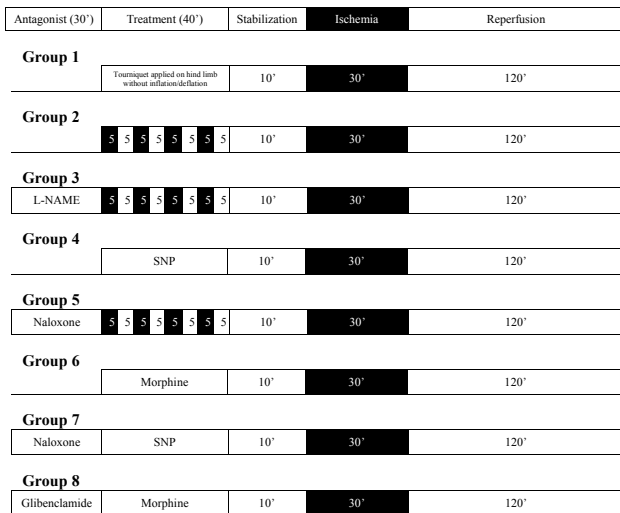 Antagonist (30’) Treatment (40’) Stabilization Ischemia Reperfusion
Group 1
Tourniquet applied on hind limb
without inflation/deflation
10’ 30’ 120’
Group 2
5 5 5 5 5 5 5 5 10’ 30’ 120’
Group 3
L-NAME 5 5 5 5 5 5 5 5 10’ 30’ 120’
Group 4
SNP 10’ 30’ 120’
Group 5
Naloxone 5 5 5 5 5 5 5 5 10’ 30’ 120’
Group 6
Morphine 10’ 30’ 120’
Group 7
Naloxone SNP 10’ 30’ 120’
Group 8
Glibenclamide Morphine 10’ 30’ 120’